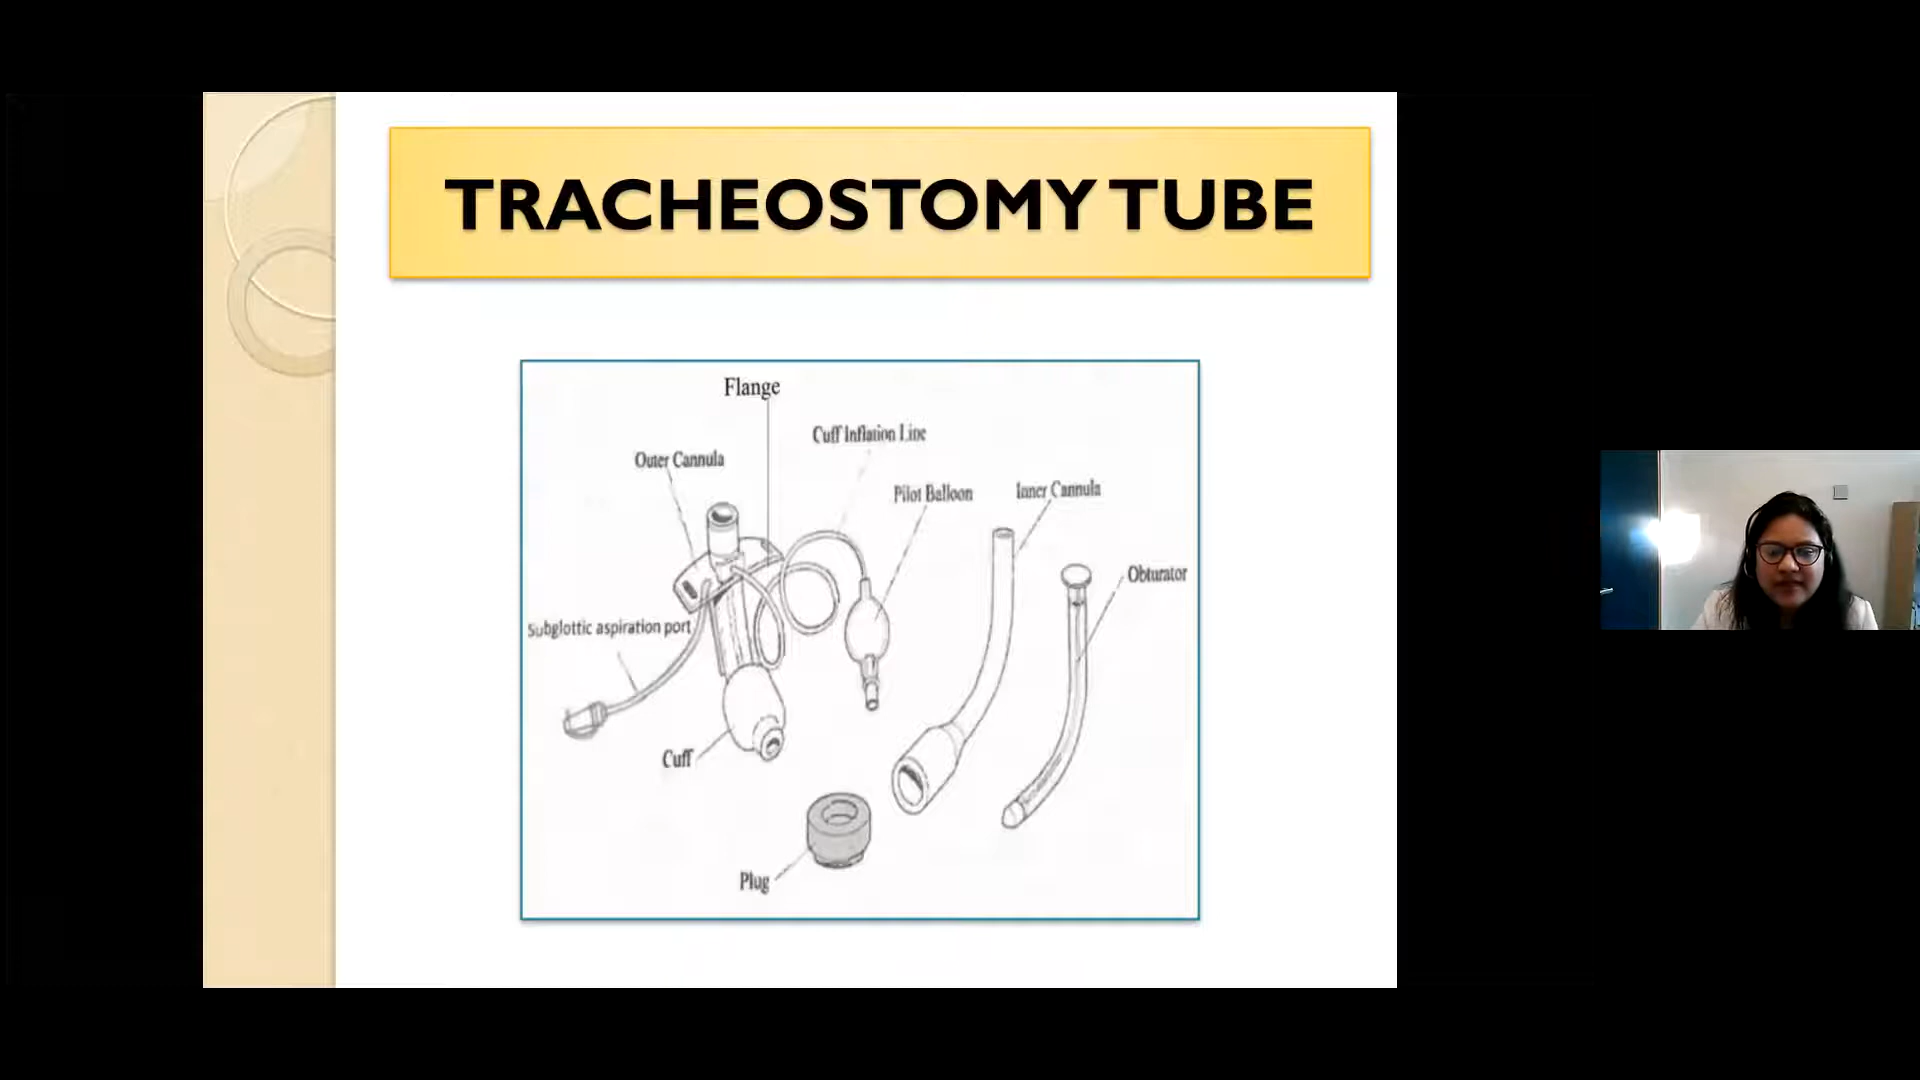 TRACHEOSTOMY TUBE
Flange
Cuff Inflation Line
Outer Cannula
Pilot Balloon
Inner Cannula
Obturator
Subglottic aspiration port
Cuff
Plug